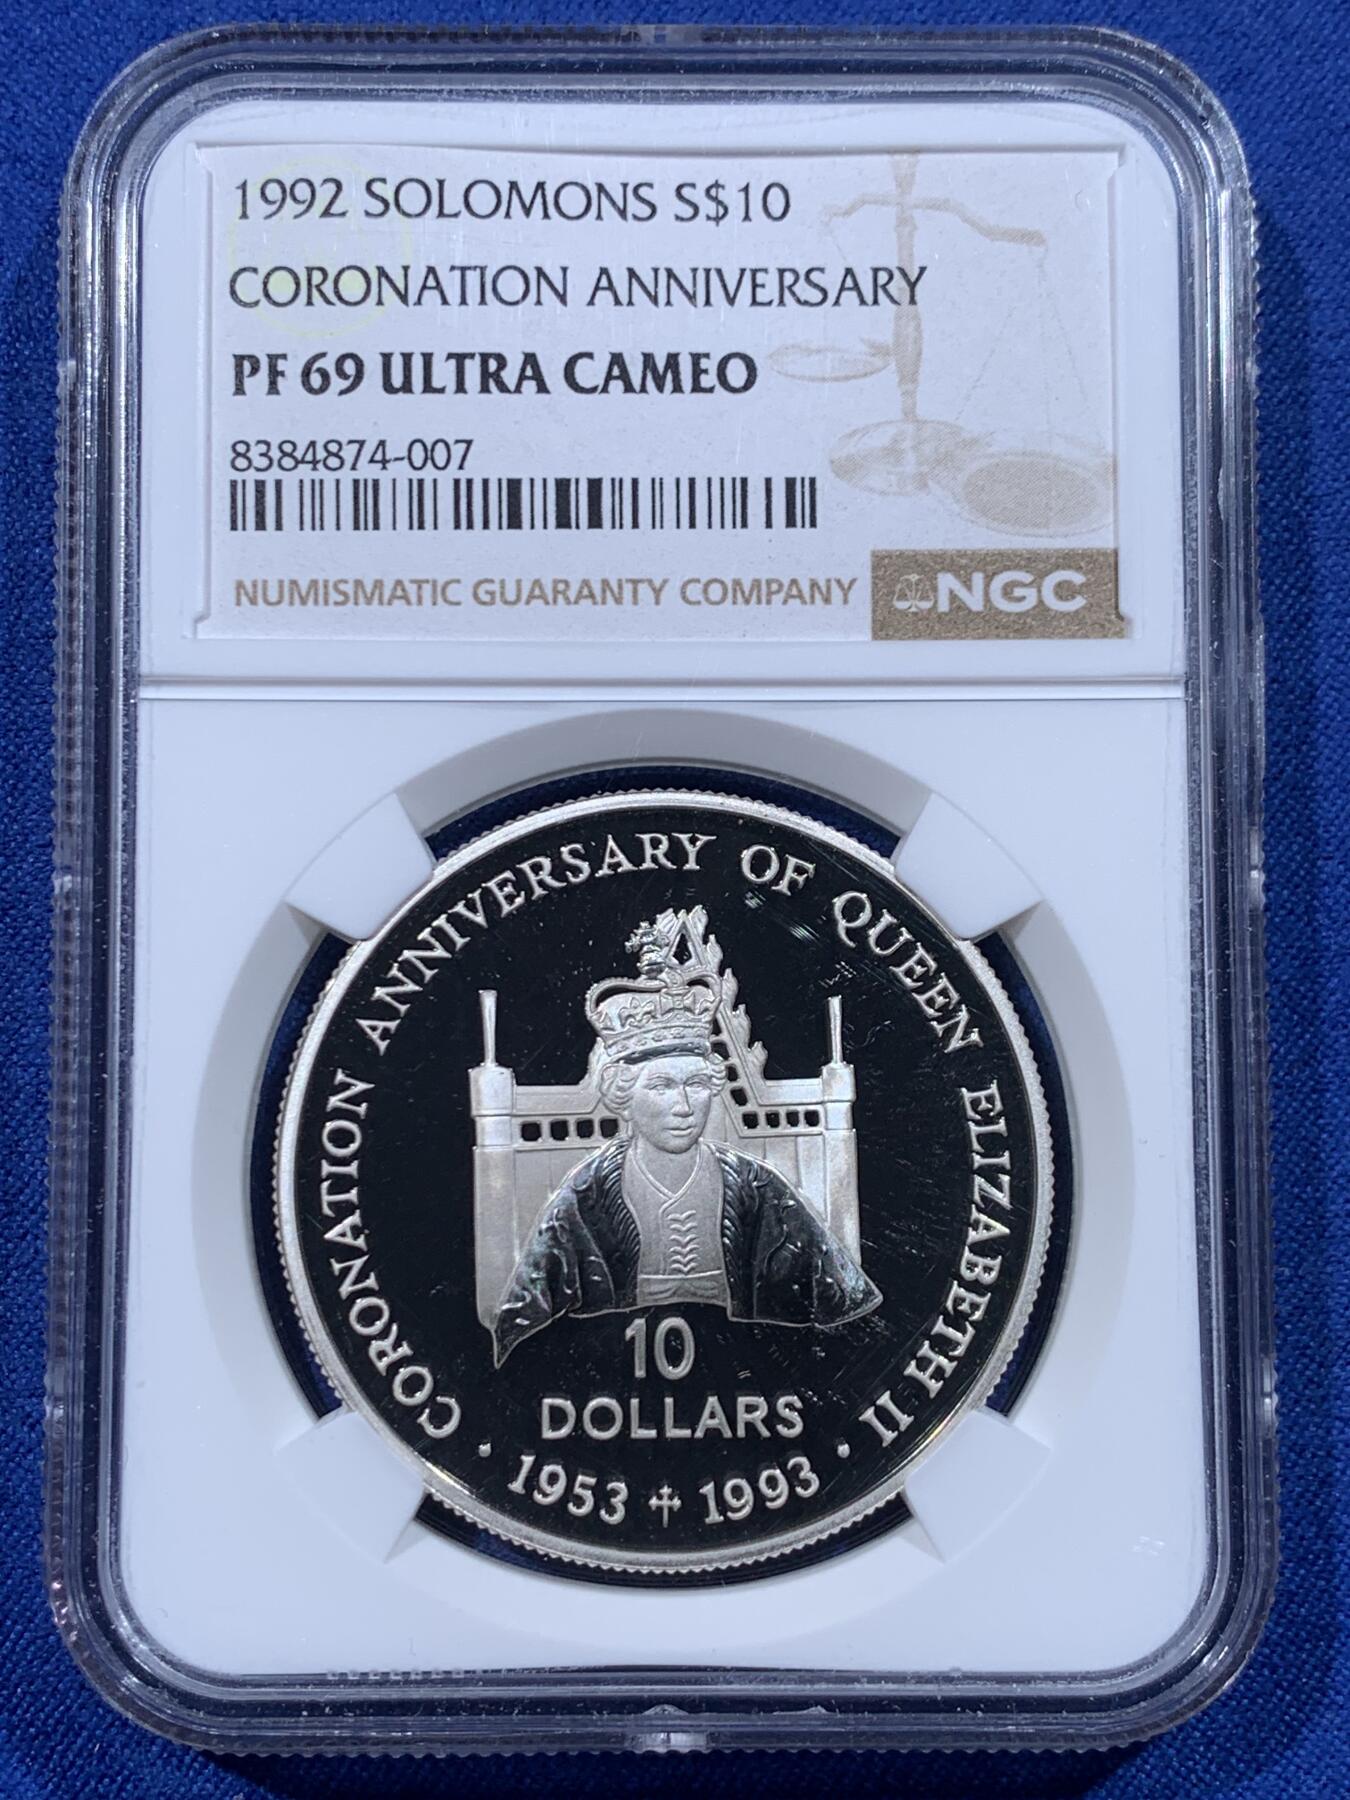 1992 SOLOMONS S$10
CORONATION ANNIVERSARY
PF 69 ULTRA CAMEO
8384874-007
NUMISMATIC GUARANTY COMPANY
NGC
CORONATION ANNIVERSARY OF QUEEN ELIZABETH II
10
DOLLARS
· 1953 ‡ 1993 ·